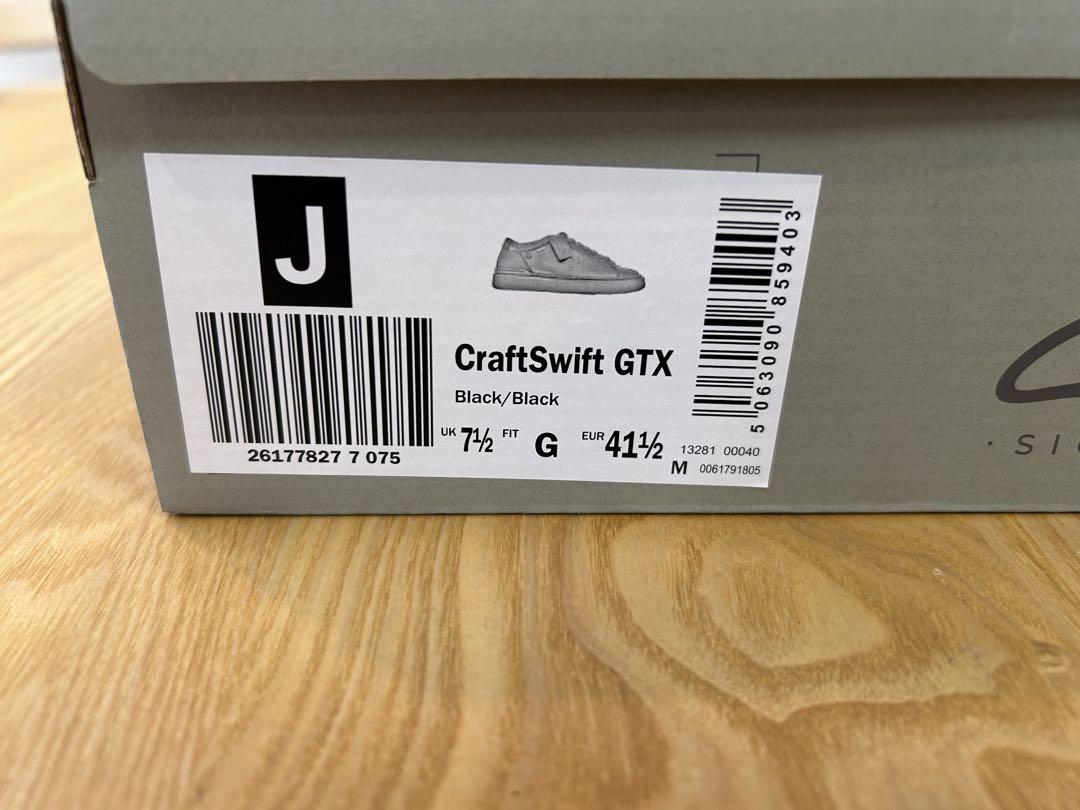 J
26177827 7 075
CraftSwift GTX
Black/Black
UK 7½ FIT G EUR 41½
13281 00040
M 0061791805
5 063090 859403